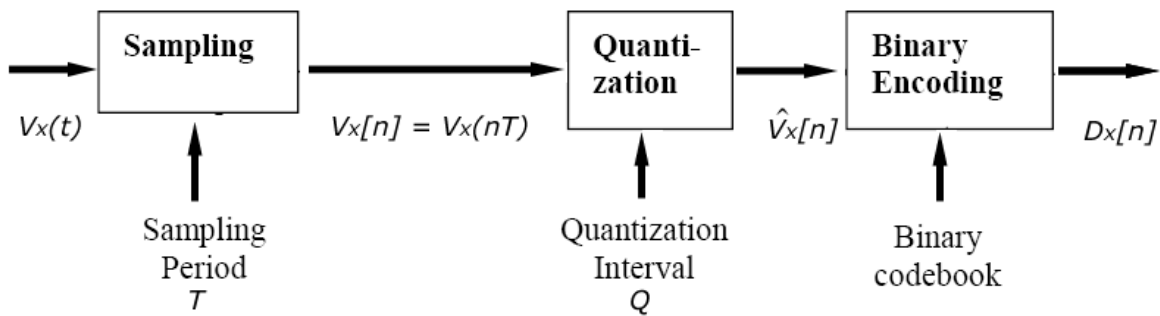 Sampling
Quanti-
zation
Binary
Encoding
Vx(t)
Vx[n] = Vx(nT)
V̂x[n]
Dx[n]
Sampling
Period
T
Quantization
Interval
Q
Binary
codebook